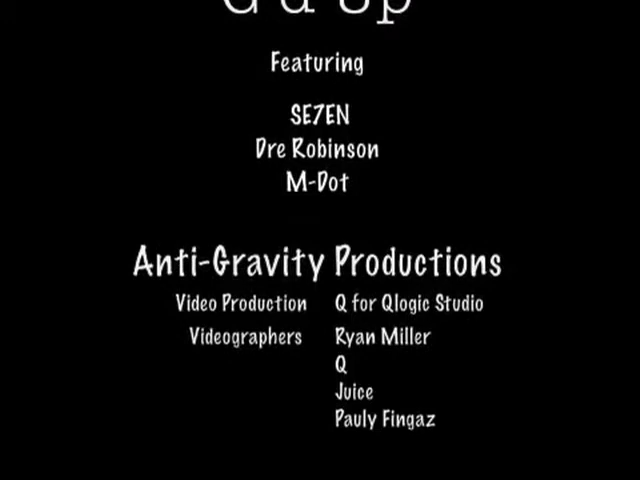 G'd Up
Featuring
SE7EN
Dre Robinson
M-Dot
Anti-Gravity Productions
Video Production Q for Qlogic Studio
Videographers Ryan Miller
Q
Juice
Pauly Fingaz